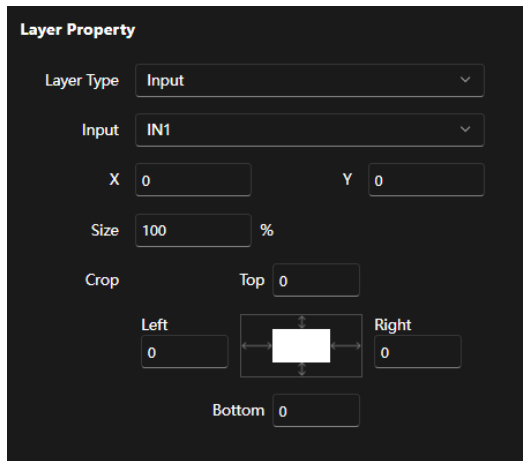 Layer Property
Layer Type Input
Input IN1
X 0 Y 0
Size 100 %
Crop Top 0
Left Right
0 0
Bottom 0